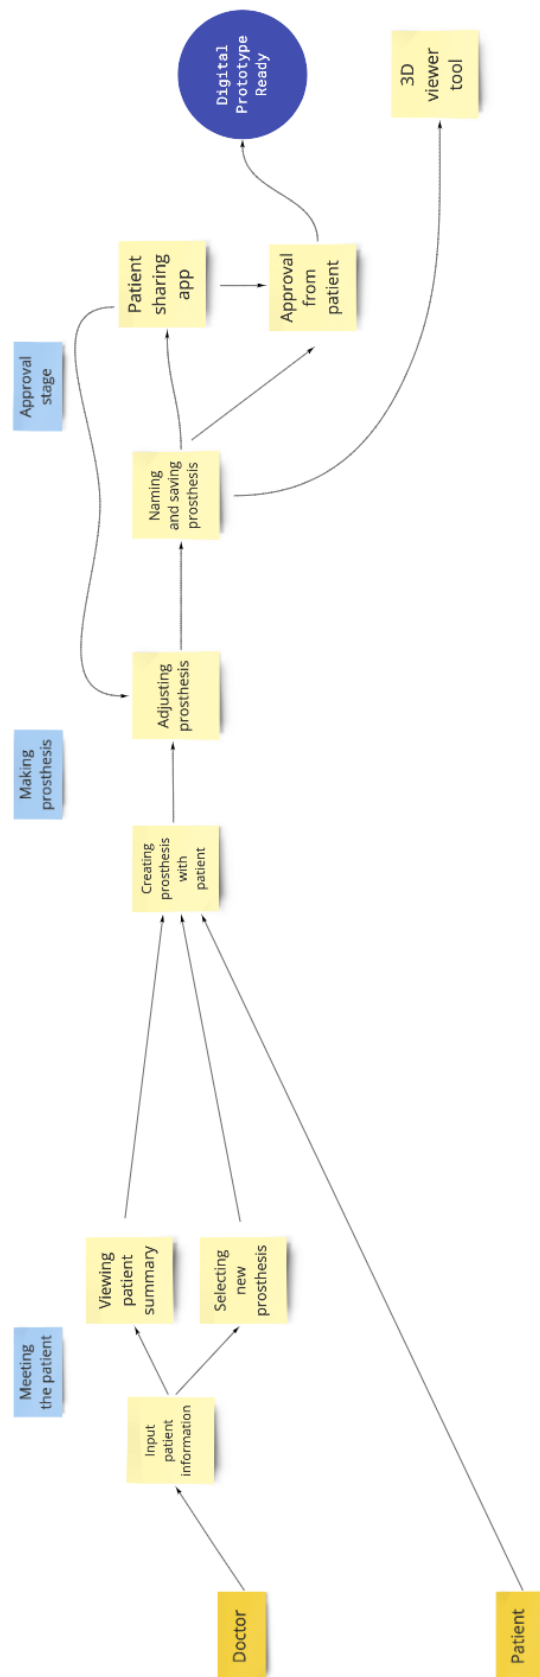 Meeting
the patient
Making
prosthesis
Approval
stage
Doctor
Patient
Input
patient
information
Viewing
patient
summary
Selecting
new
prosthesis
Creating
prosthesis
with
patient
Adjusting
prosthesis
Naming
and saving
prosthesis
Patient
sharing
app
Approval
from
patient
Digital
Prototype
Ready
3D
viewer
tool